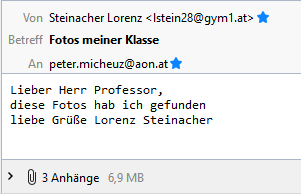 Von Steinacher Lorenz <lstein28@gym1.at>
Betreff Fotos meiner Klasse
An peter.micheuz@aon.at
Lieber Herr Professor,
diese Fotos hab ich gefunden
liebe Grüße Lorenz Steinacher
3 Anhänge 6,9 MB